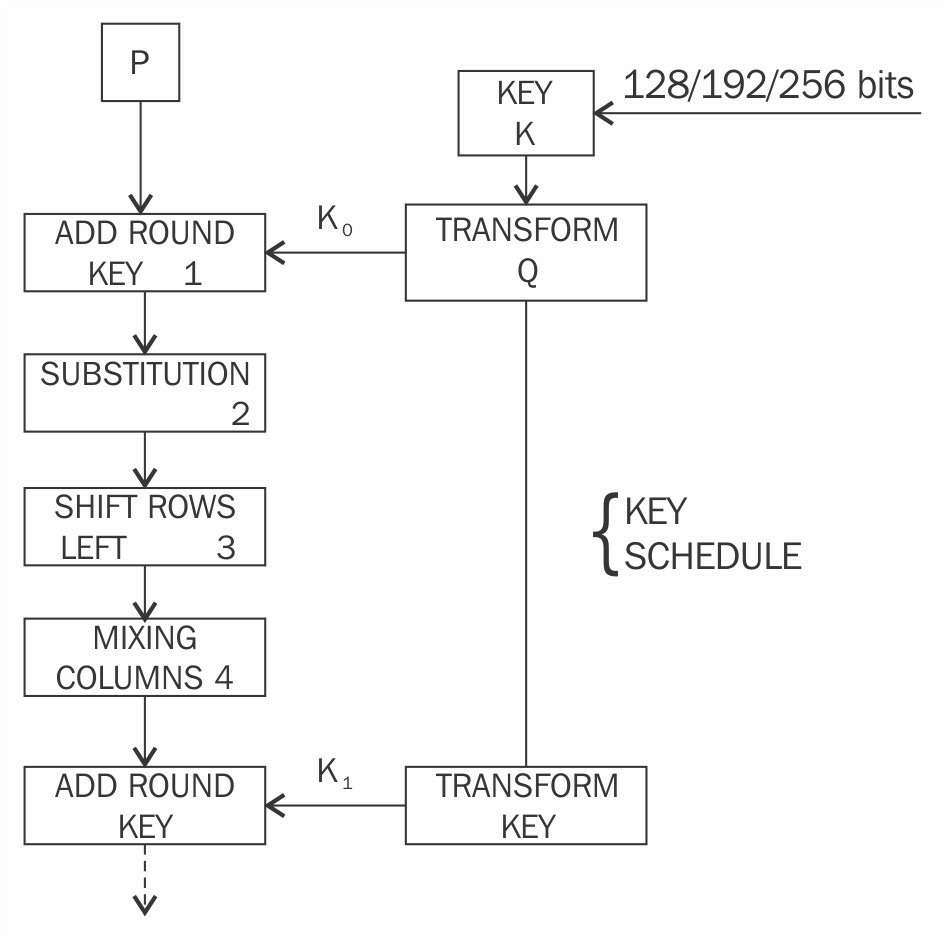 P
KEY
K
128/192/256 bits
ADD ROUND
KEY 1
K₀
TRANSFORM
Q
SUBSTITUTION
2
SHIFT ROWS
LEFT 3
KEY
SCHEDULE
MIXING
COLUMNS 4
ADD ROUND
KEY
K₁
TRANSFORM
KEY